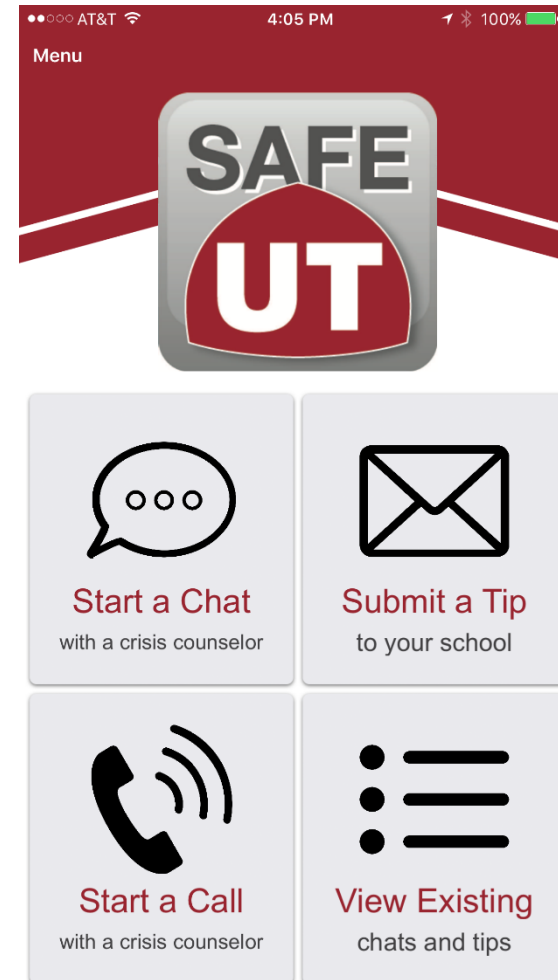 AT&T 4:05 PM 100%
Menu
SAFE
UT
Start a Chat
with a crisis counselor
Submit a Tip
to your school
Start a Call
with a crisis counselor
View Existing
chats and tips